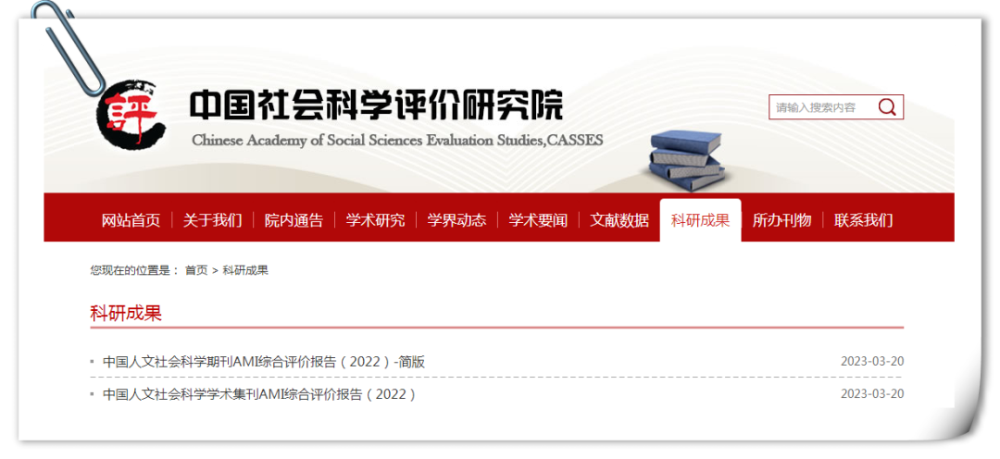 評
中国社会科学评价研究院
Chinese Academy of Social Sciences Evaluation Studies,CASSES
请输入搜索内容
网站首页 关于我们 院内通告 学术研究 学界动态 学术要闻 文献数据 科研成果 所办刊物 联系我们
您现在的位置是： 首页 > 科研成果
科研成果
中国人文社会科学期刊AMI综合评价报告（2022）-简版 2023-03-20
中国人文社会科学学术集刊AMI综合评价报告（2022） 2023-03-20